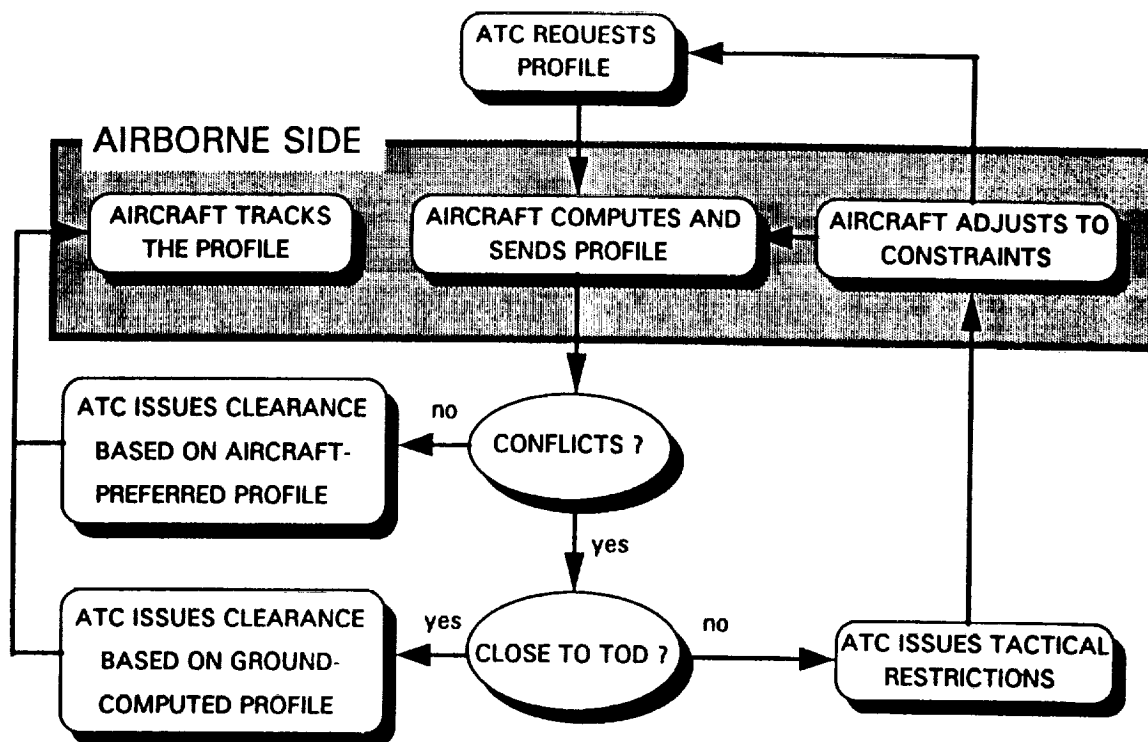 ATC REQUESTS
PROFILE
AIRBORNE SIDE
AIRCRAFT TRACKS
THE PROFILE
AIRCRAFT COMPUTES AND
SENDS PROFILE
AIRCRAFT ADJUSTS TO
CONSTRAINTS
ATC ISSUES CLEARANCE
BASED ON AIRCRAFT-
PREFERRED PROFILE
no
CONFLICTS ?
yes
ATC ISSUES CLEARANCE
BASED ON GROUND-
COMPUTED PROFILE
yes
CLOSE TO TOD ?
no
ATC ISSUES TACTICAL
RESTRICTIONS